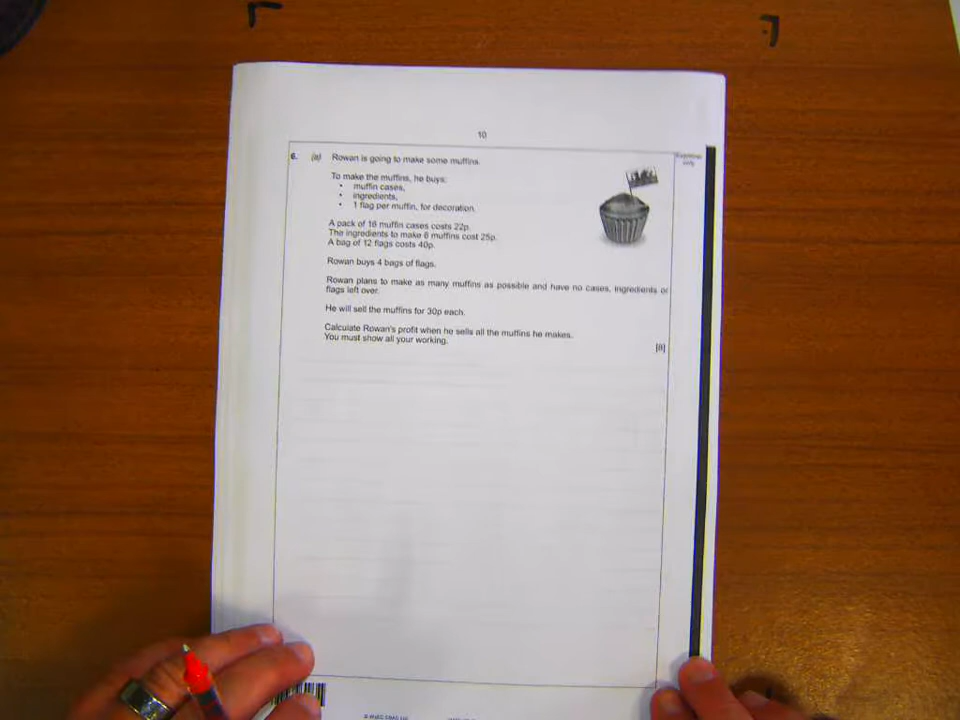 10
6. (a) Rowan is going to make some muffins.
To make the muffins, he buys:
• muffin cases,
• ingredients,
• 1 flag per muffin, for decoration.
A pack of 16 muffin cases costs 22p.
The ingredients to make 6 muffins cost 25p.
A bag of 12 flags costs 40p.
Rowan buys 4 bags of flags.
Rowan plans to make as many muffins as possible and have no cases, ingredients or
flags left over.
He will sell the muffins for 30p each.
Calculate Rowan's profit when he sells all the muffins he makes.
You must show all your working.
only